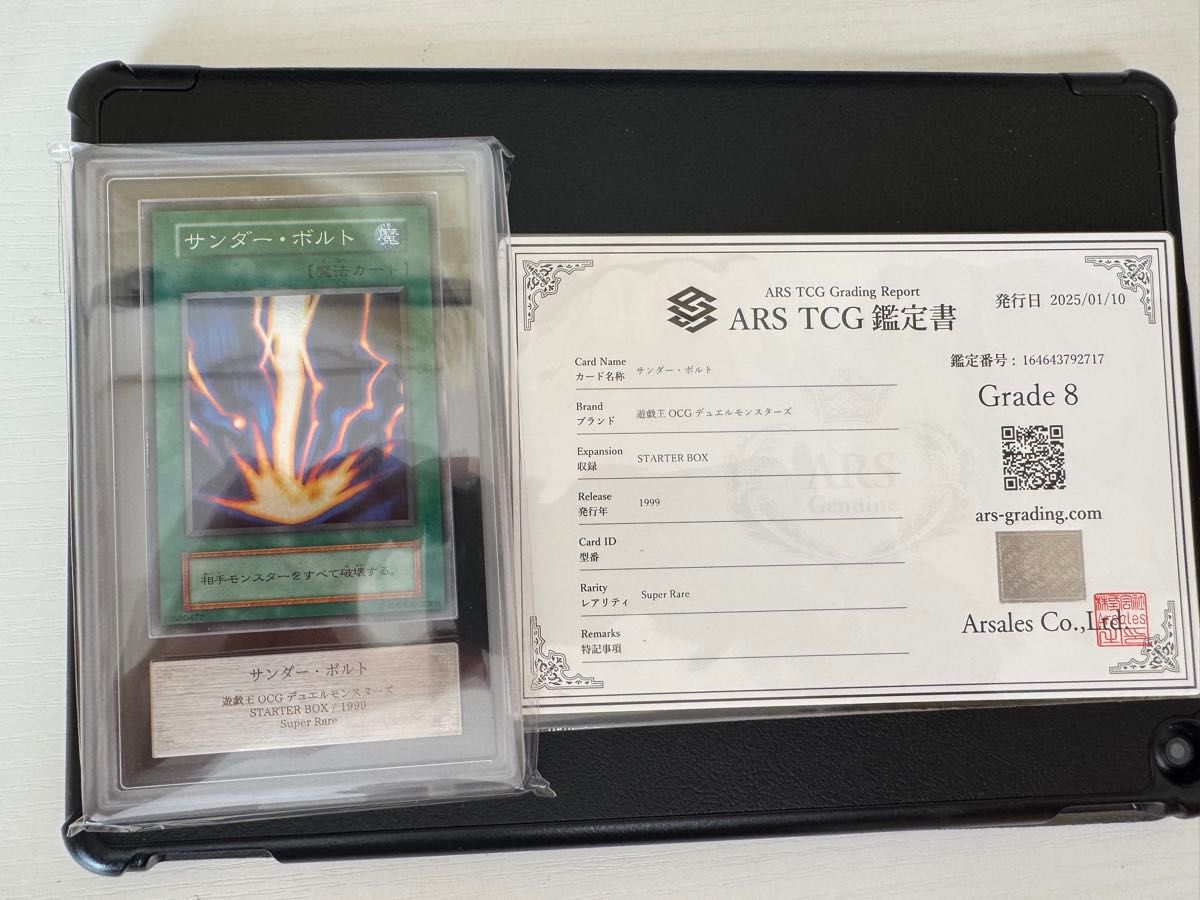 サンダー・ボルト
魔
【魔法カード】
相手モンスターをすべて破壊する。
サンダー・ボルト
遊戯王 OCG デュエルモンスターズ
STARTER BOX / 1999
Super Rare
ARS TCG Grading Report
ARS TCG 鑑定書
発行日 2025/01/10
鑑定番号 : 164643792717
Grade 8
ars-grading.com
Arsales Co.,Ltd.
Card Name
カード名称 サンダー・ボルト
Brand
ブランド 遊戯王 OCG デュエルモンスターズ
Expansion
収録 STARTER BOX
Release
発行年 1999
Card ID
型番 -
Rarity
レアリティ Super Rare
Remarks
特記事項
ARS
Genuine